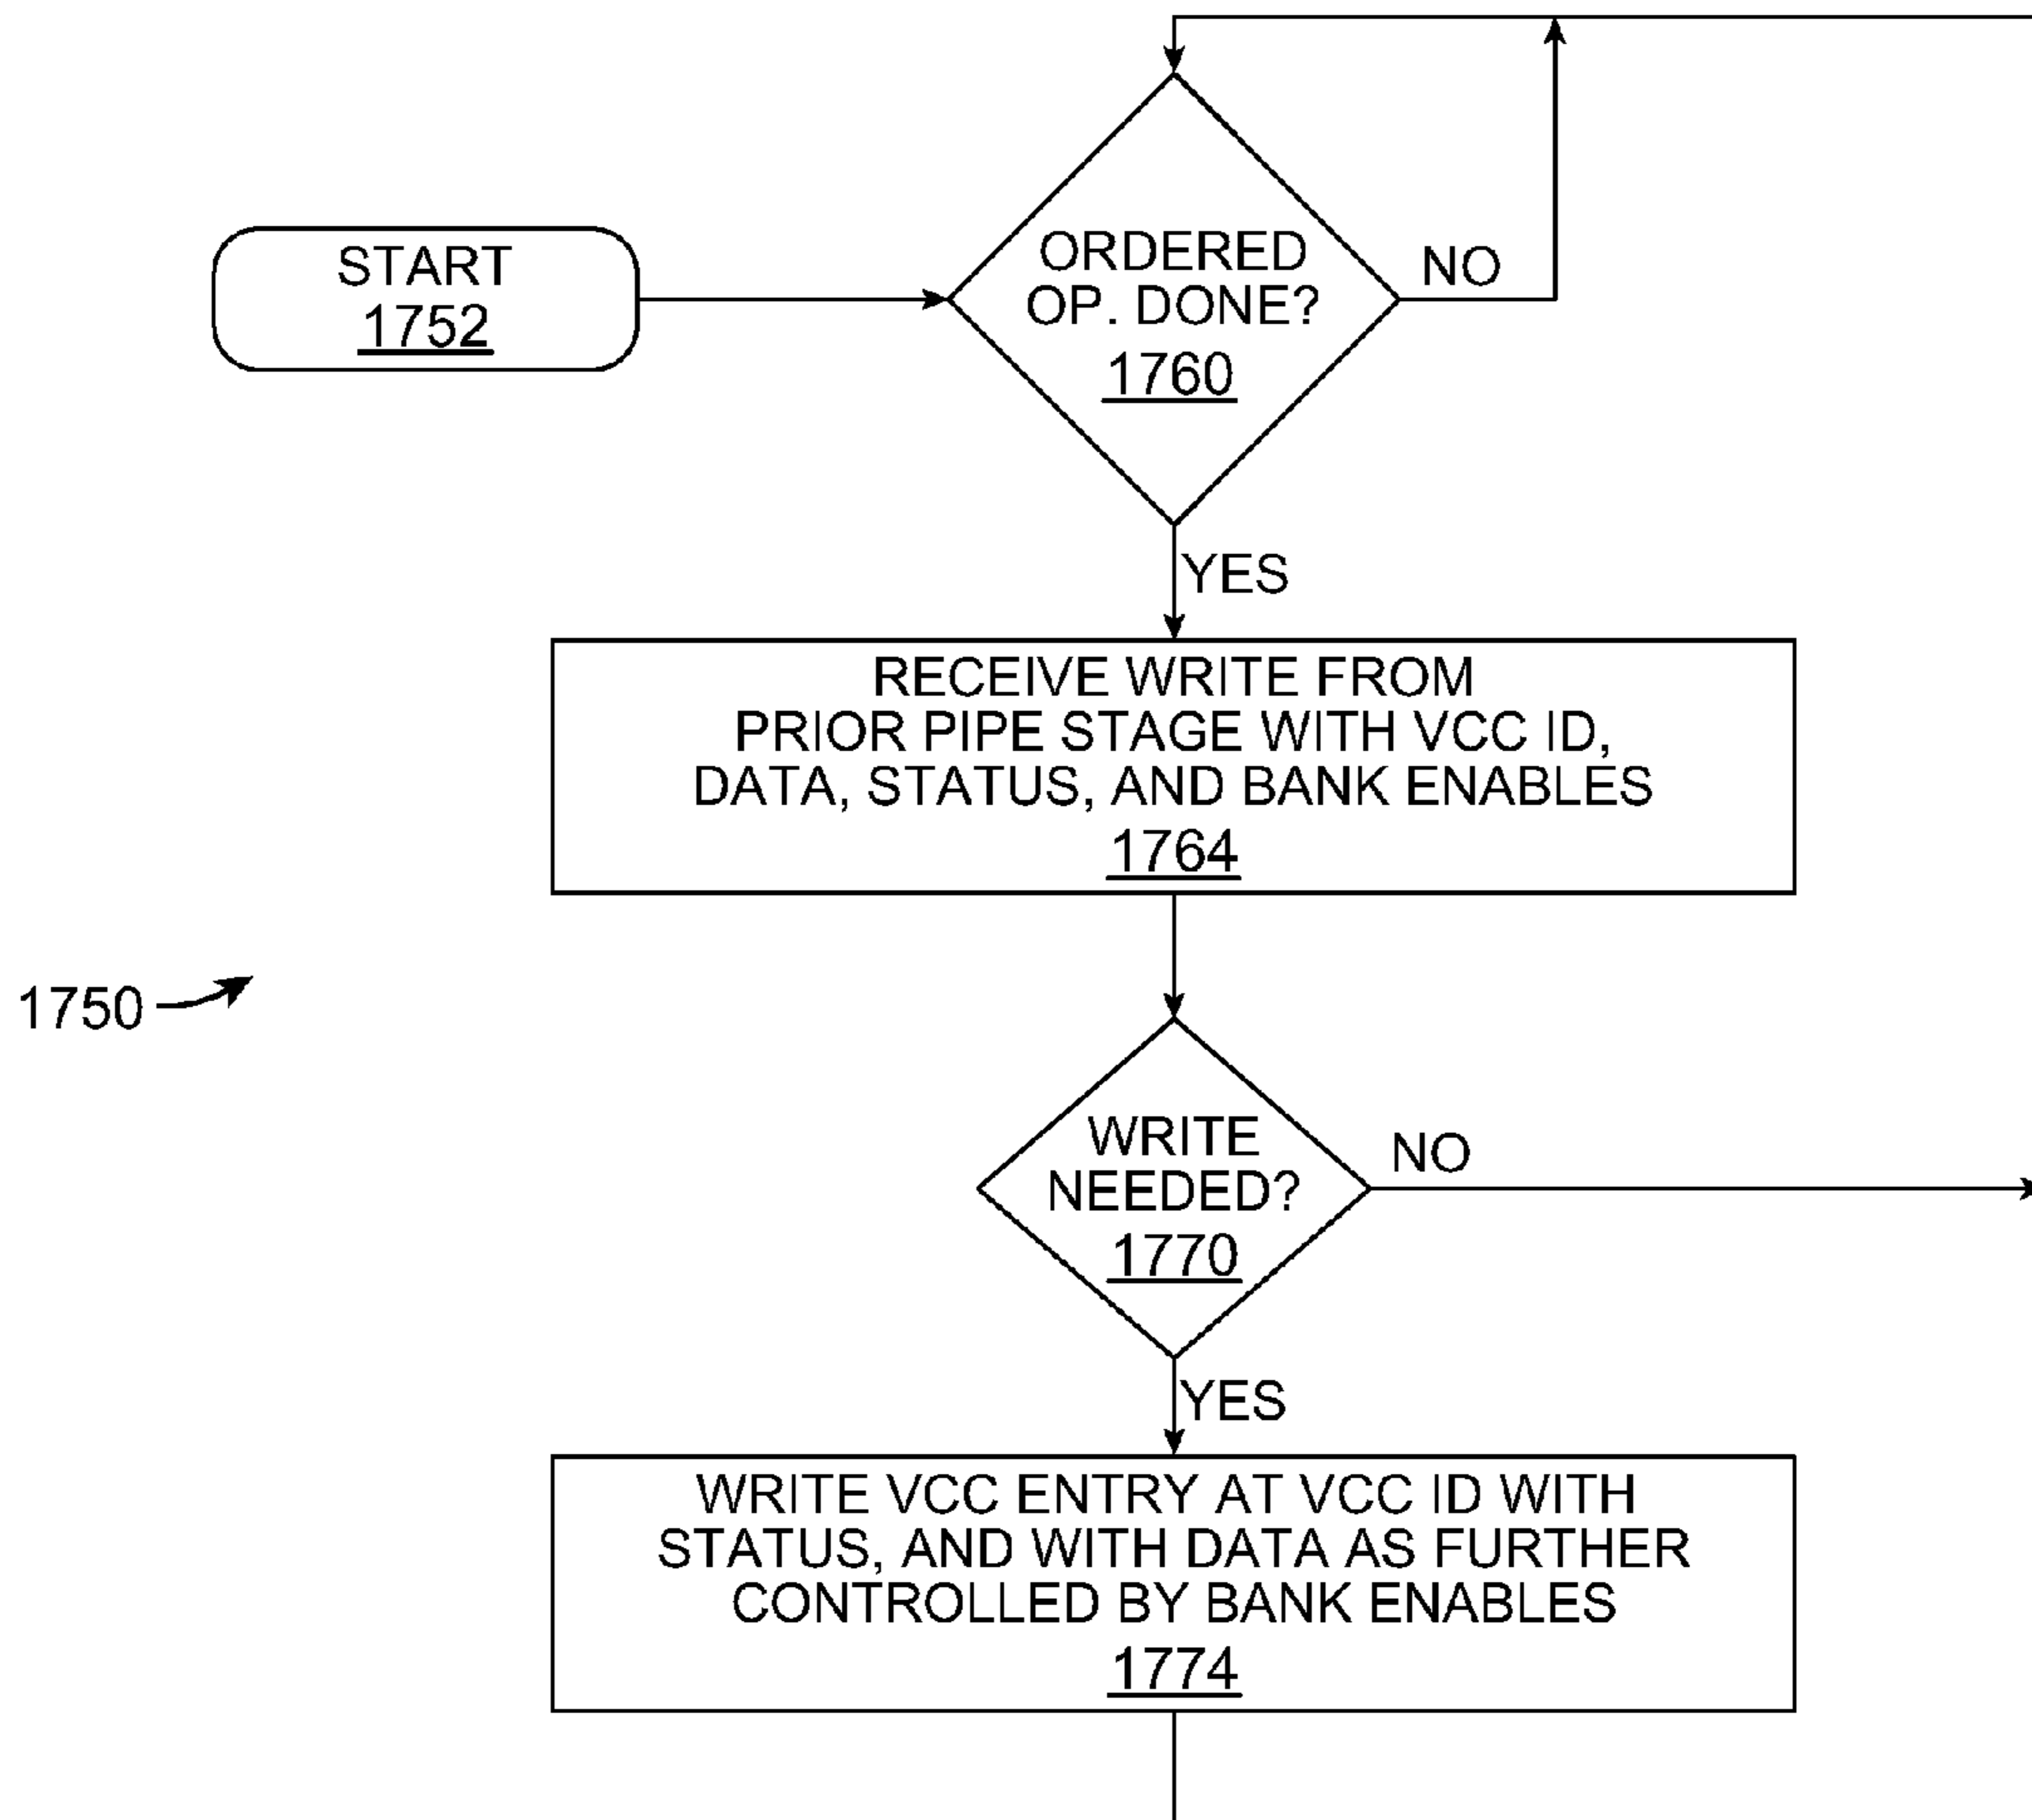 START
1752
ORDERED
OP. DONE?
1760
NO
YES
RECEIVE WRITE FROM
PRIOR PIPE STAGE WITH VCC ID,
DATA, STATUS, AND BANK ENABLES
1764
1750
WRITE
NEEDED?
1770
NO
YES
WRITE VCC ENTRY AT VCC ID WITH
STATUS, AND WITH DATA AS FURTHER
CONTROLLED BY BANK ENABLES
1774